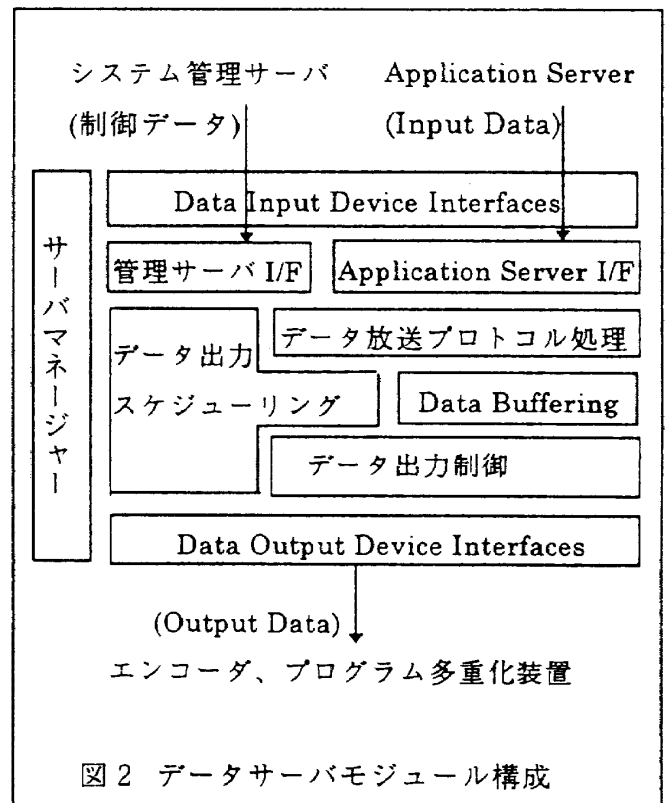 システム管理サーバ Application Server
(制御データ) (Input Data)
Data Input Device Interfaces
サーバマネージャー
管理サーバ I/F Application Server I/F
データ放送プロトコル処理
データ出力
スケジューリング
Data Buffering
データ出力制御
Data Output Device Interfaces
(Output Data)
エンコーダ、プログラム多重化装置
図 2 データサーバモジュール構成